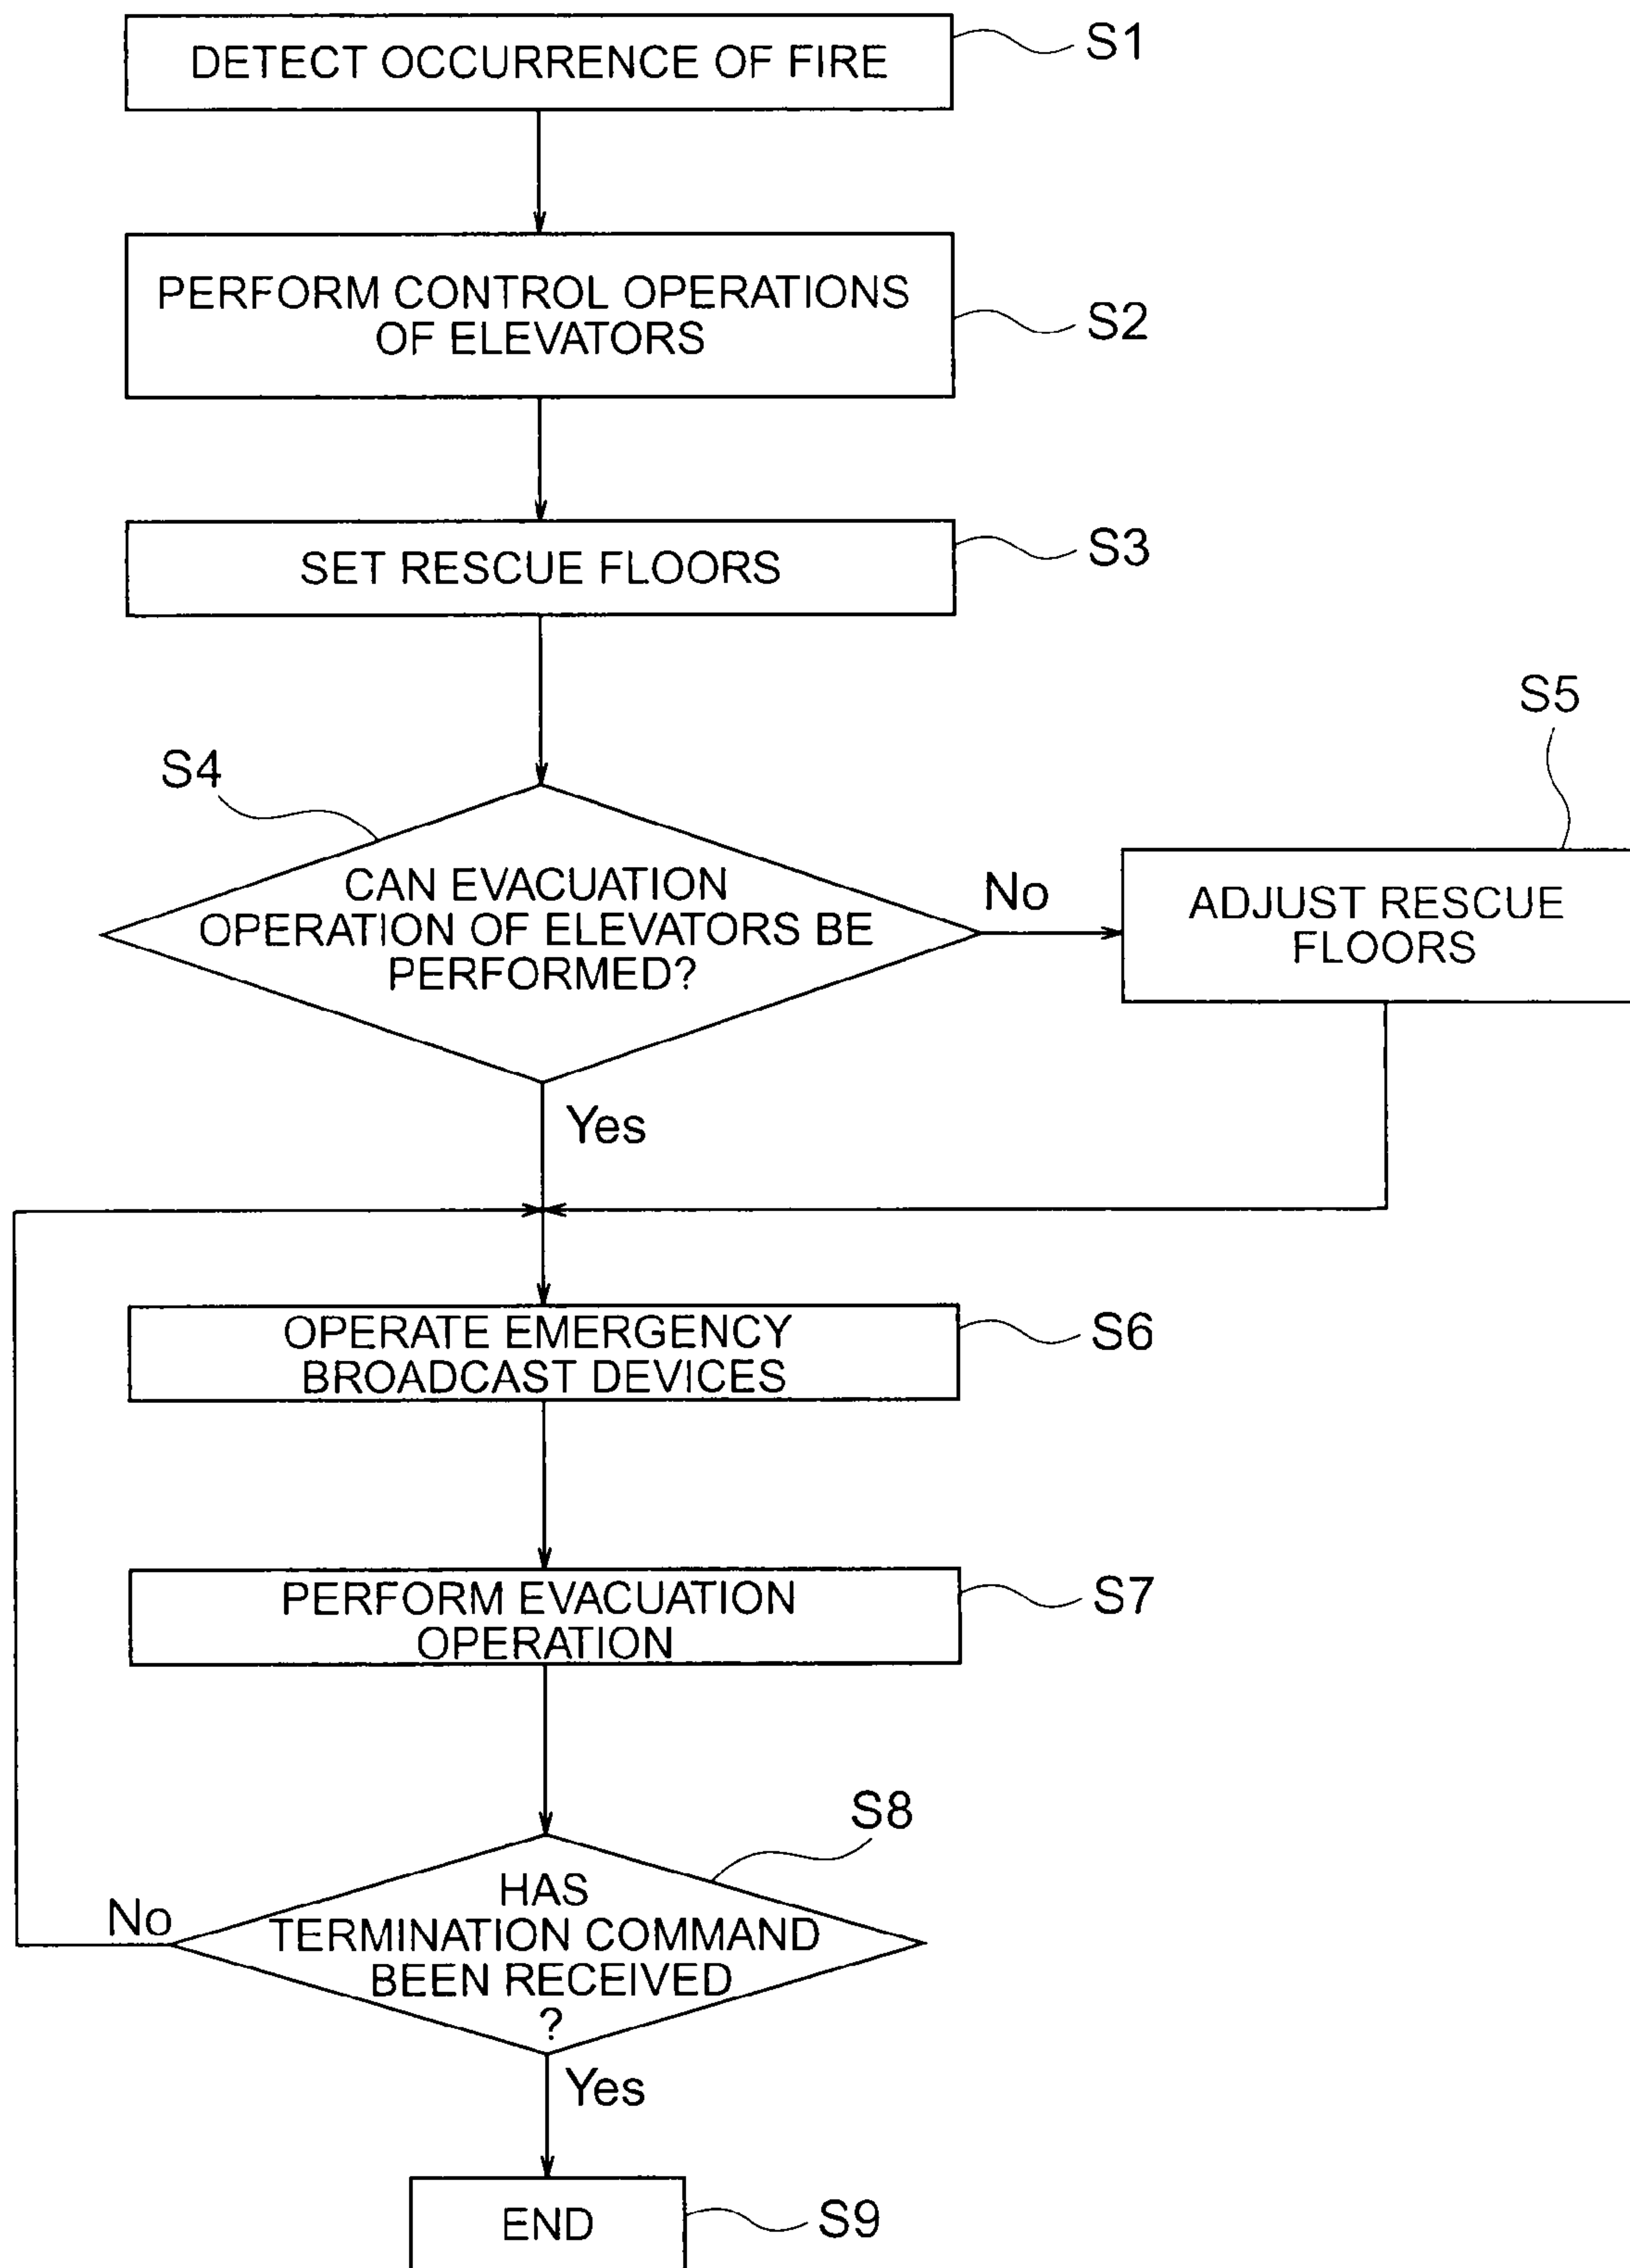 DETECT OCCURRENCE OF FIRE
S1
PERFORM CONTROL OPERATIONS
OF ELEVATORS
S2
SET RESCUE FLOORS
S3
S4
CAN EVACUATION
OPERATION OF ELEVATORS BE
PERFORMED?
No
S5
ADJUST RESCUE
FLOORS
Yes
OPERATE EMERGENCY
BROADCAST DEVICES
S6
PERFORM EVACUATION
OPERATION
S7
S8
HAS
TERMINATION COMMAND
BEEN RECEIVED
?
No
Yes
END
S9